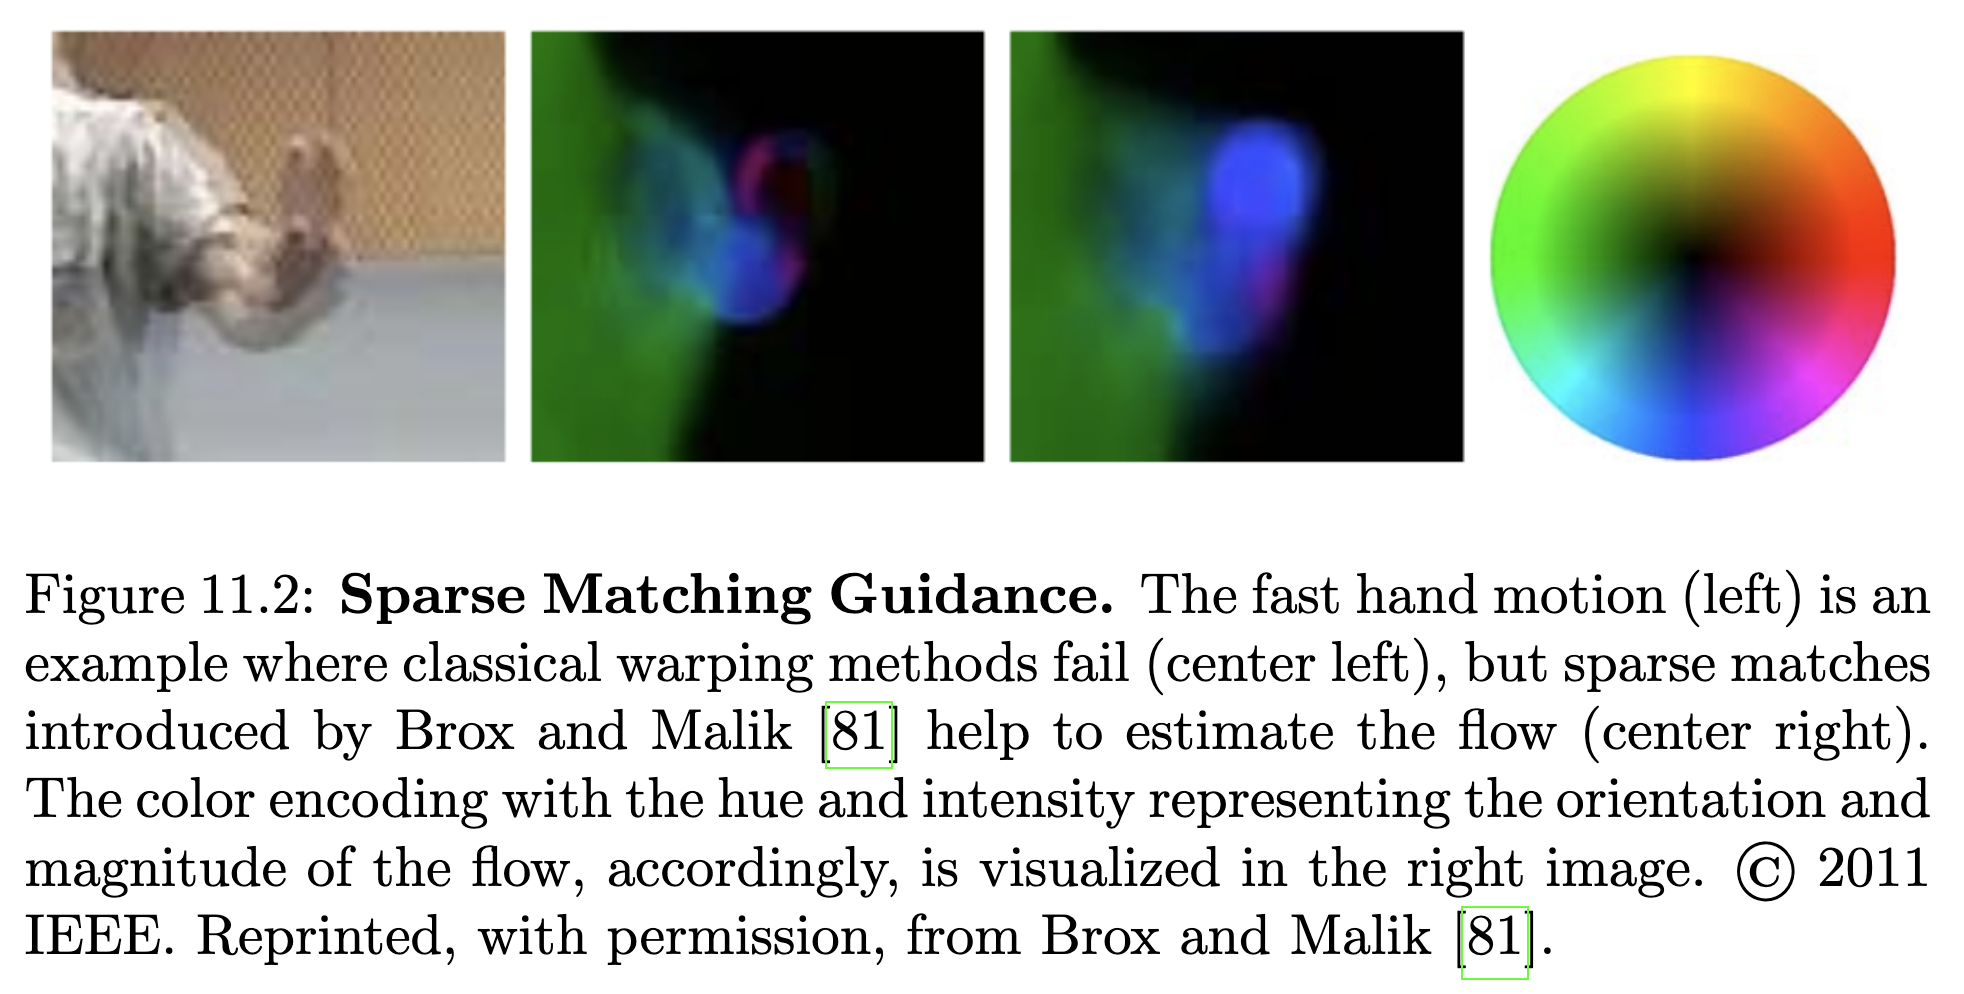 Figure 11.2: Sparse Matching Guidance. The fast hand motion (left) is an
example where classical warping methods fail (center left), but sparse matches
introduced by Brox and Malik [81] help to estimate the flow (center right).
The color encoding with the hue and intensity representing the orientation and
magnitude of the flow, accordingly, is visualized in the right image. © 2011
IEEE. Reprinted, with permission, from Brox and Malik [81].